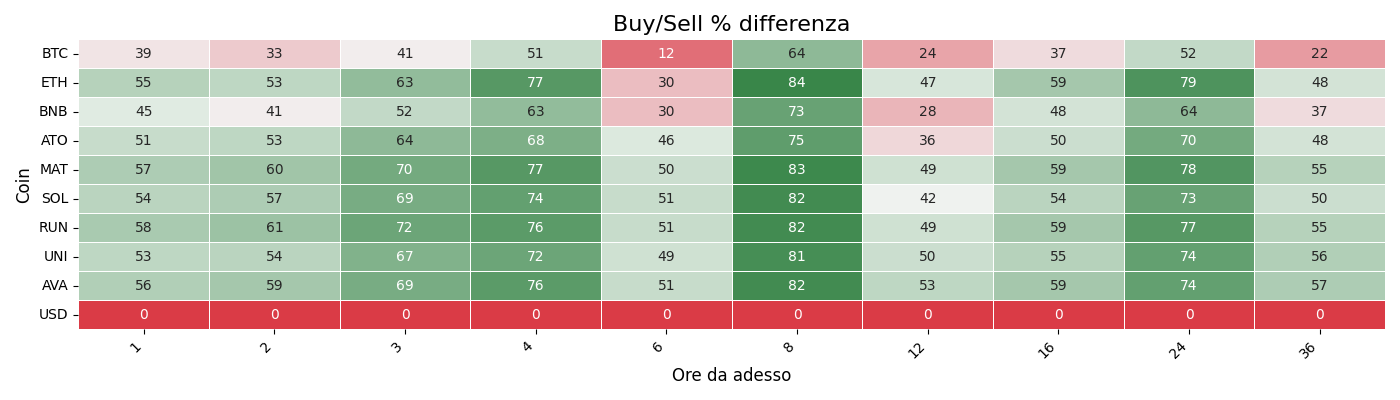 Buy/Sell % differenza
Coin
BTC 39 33 41 51 12 64 24 37 52 22
ETH 55 53 63 77 30 84 47 59 79 48
BNB 45 41 52 63 30 73 28 48 64 37
ATO 51 53 64 68 46 75 36 50 70 48
MAT 57 60 70 77 50 83 49 59 78 55
SOL 54 57 69 74 51 82 42 54 73 50
RUN 58 61 72 76 51 82 49 59 77 55
UNI 53 54 67 72 49 81 50 55 74 56
AVA 56 59 69 76 51 82 53 59 74 57
USD 0 0 0 0 0 0 0 0 0 0
1 2 3 4 6 8 12 16 24 36
Ore da adesso